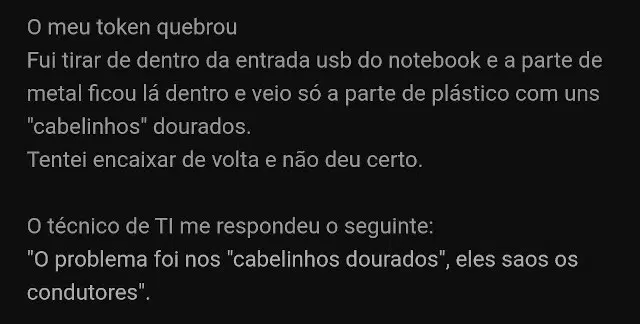 O meu token quebrou
Fui tirar de dentro da entrada usb do notebook e a parte de
metal ficou lá dentro e veio só a parte de plástico com uns
"cabelinhos" dourados.
Tentei encaixar de volta e não deu certo.
O técnico de TI me respondeu o seguinte:
"O problema foi nos "cabelinhos dourados", eles saos os
condutores".